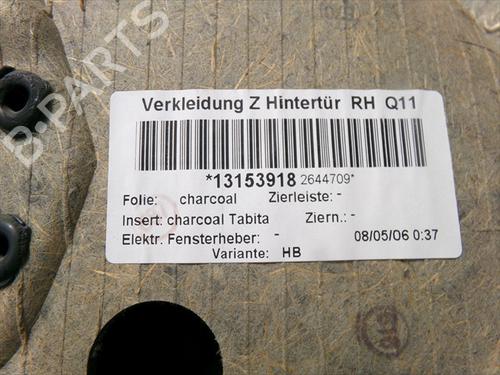 B-PARTS
Verkleidung Z Hintertür RH Q11
*13153918 2644709*
Folie: charcoal Zierleiste: -
Insert: charcoal Tabita Ziern.: -
Elektr. Fensterheber: - 08/05/06 0:37
Variante: HB